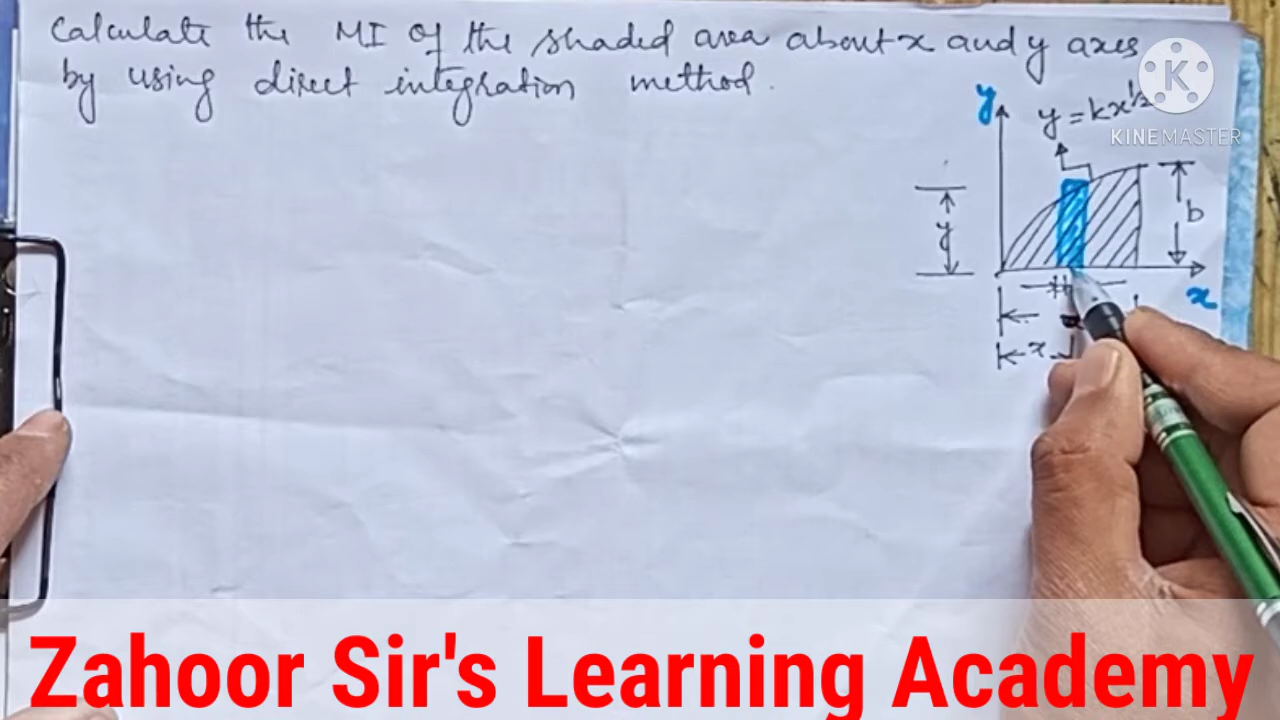 Calculate the MI of the shaded area about x and y axes
by using direct integration method.
y
y = kx^1/2
KINEMASTER
b
y
x
x
Zahoor Sir's Learning Academy